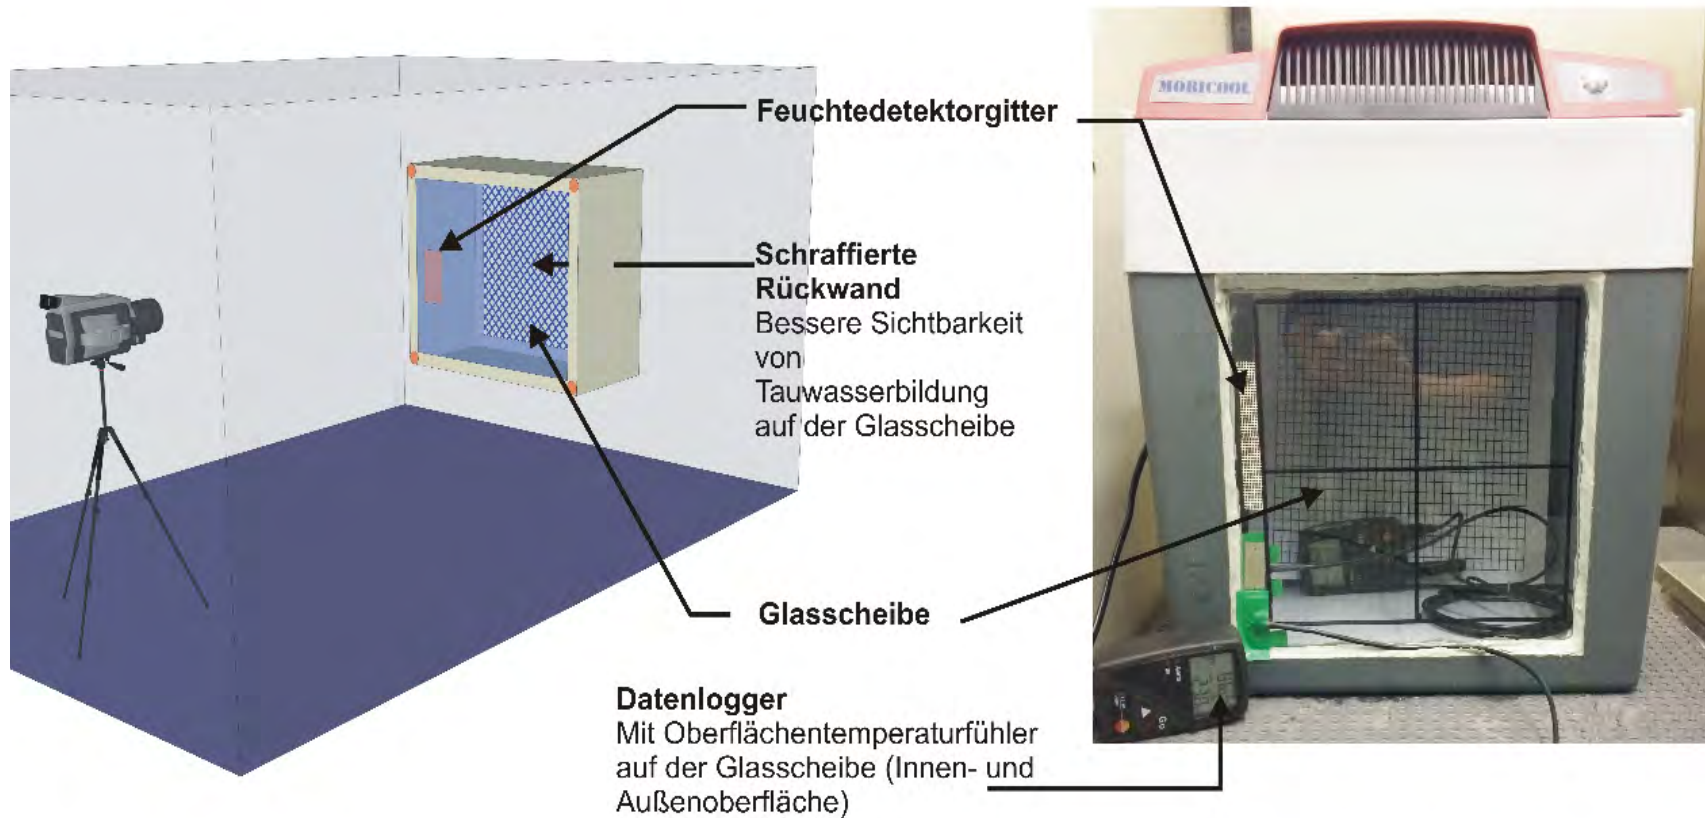 MOBICOOL
Feuchtedetektorgitter
Schraffierte
Rückwand
Bessere Sichtbarkeit
von
Tauwasserbildung
auf der Glasscheibe
Glasscheibe
Datenlogger
Mit Oberflächentemperaturfühler
auf der Glasscheibe (Innen- und
Außenoberfläche)